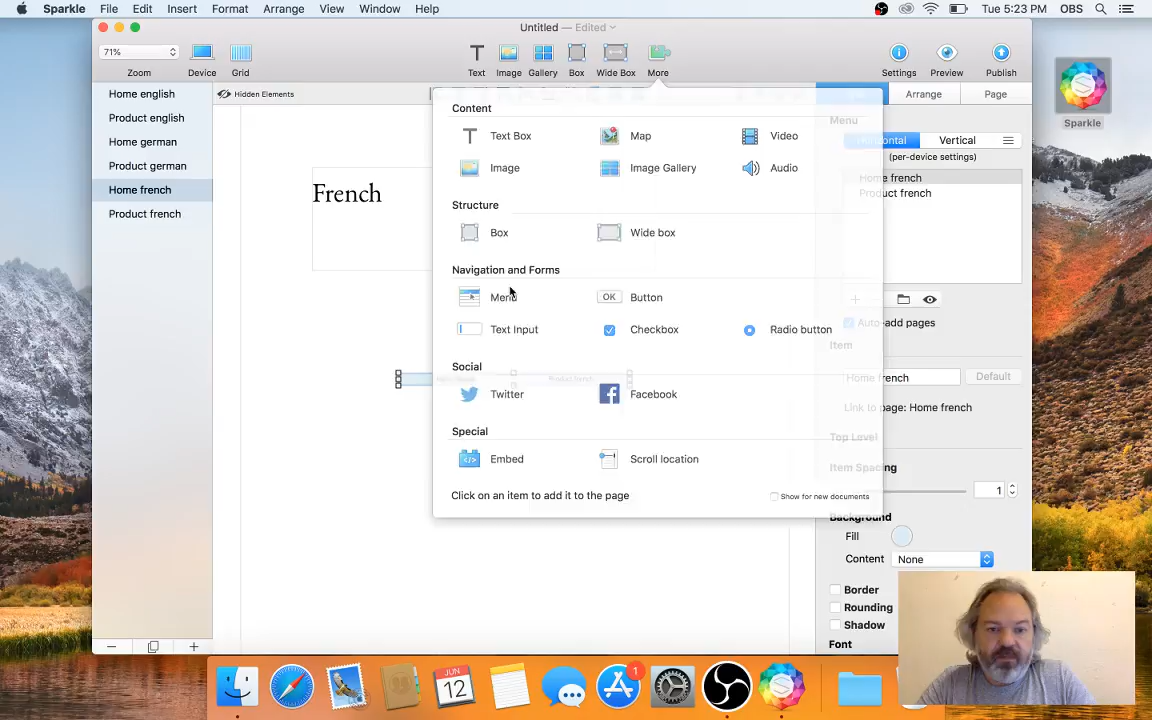 Sparkle File Edit Insert Format Arrange View Window Help Tue 5:23 PM OBS
Untitled — Edited
71%
Zoom Device Grid Text Image Gallery Box Wide Box More Settings Preview Publish
Home english
Product english
Home german
Product german
Home french
Product french
Hidden Elements
French
Content
Text Box Map Video
Image Image Gallery Audio
Structure
Box Wide box
Navigation and Forms
Menu OK Button
Text Input Checkbox Radio button
Social
Product french
Twitter Facebook
Special
Embed Scroll location
Click on an item to add it to the page Show for new documents
Arrange Page
Menu
Horizontal Vertical
(per-device settings)
Home french
Product french
Auto-add pages
Item
Home french Default
Link to page: Home french
Top Level
Item Spacing
1
Background
Fill
Content None
Border
Rounding
Shadow
Font
Sparkle
JUN
12
1